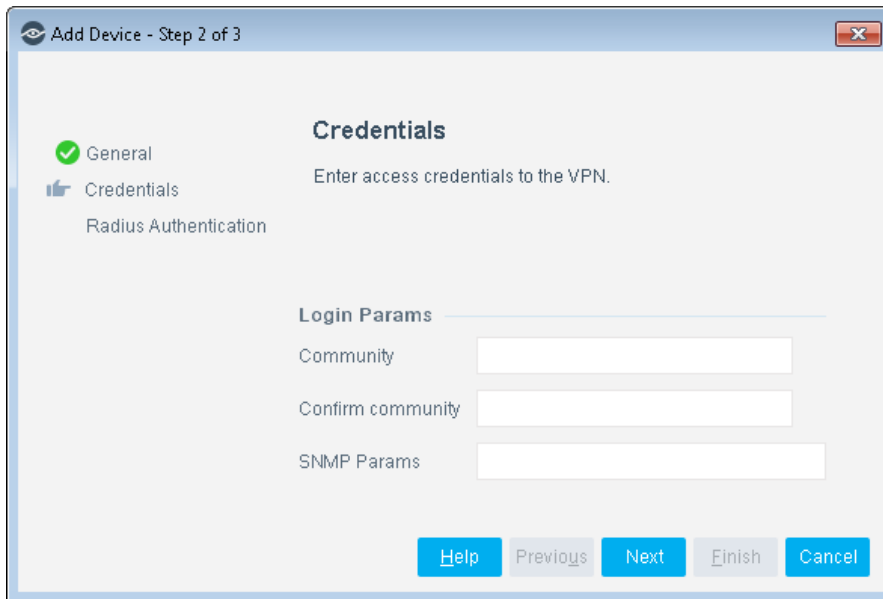 Add Device - Step 2 of 3
General
Credentials
Radius Authentication
Credentials
Enter access credentials to the VPN.
Login Params
Community
Confirm community
SNMP Params
Help Previous Next Finish Cancel